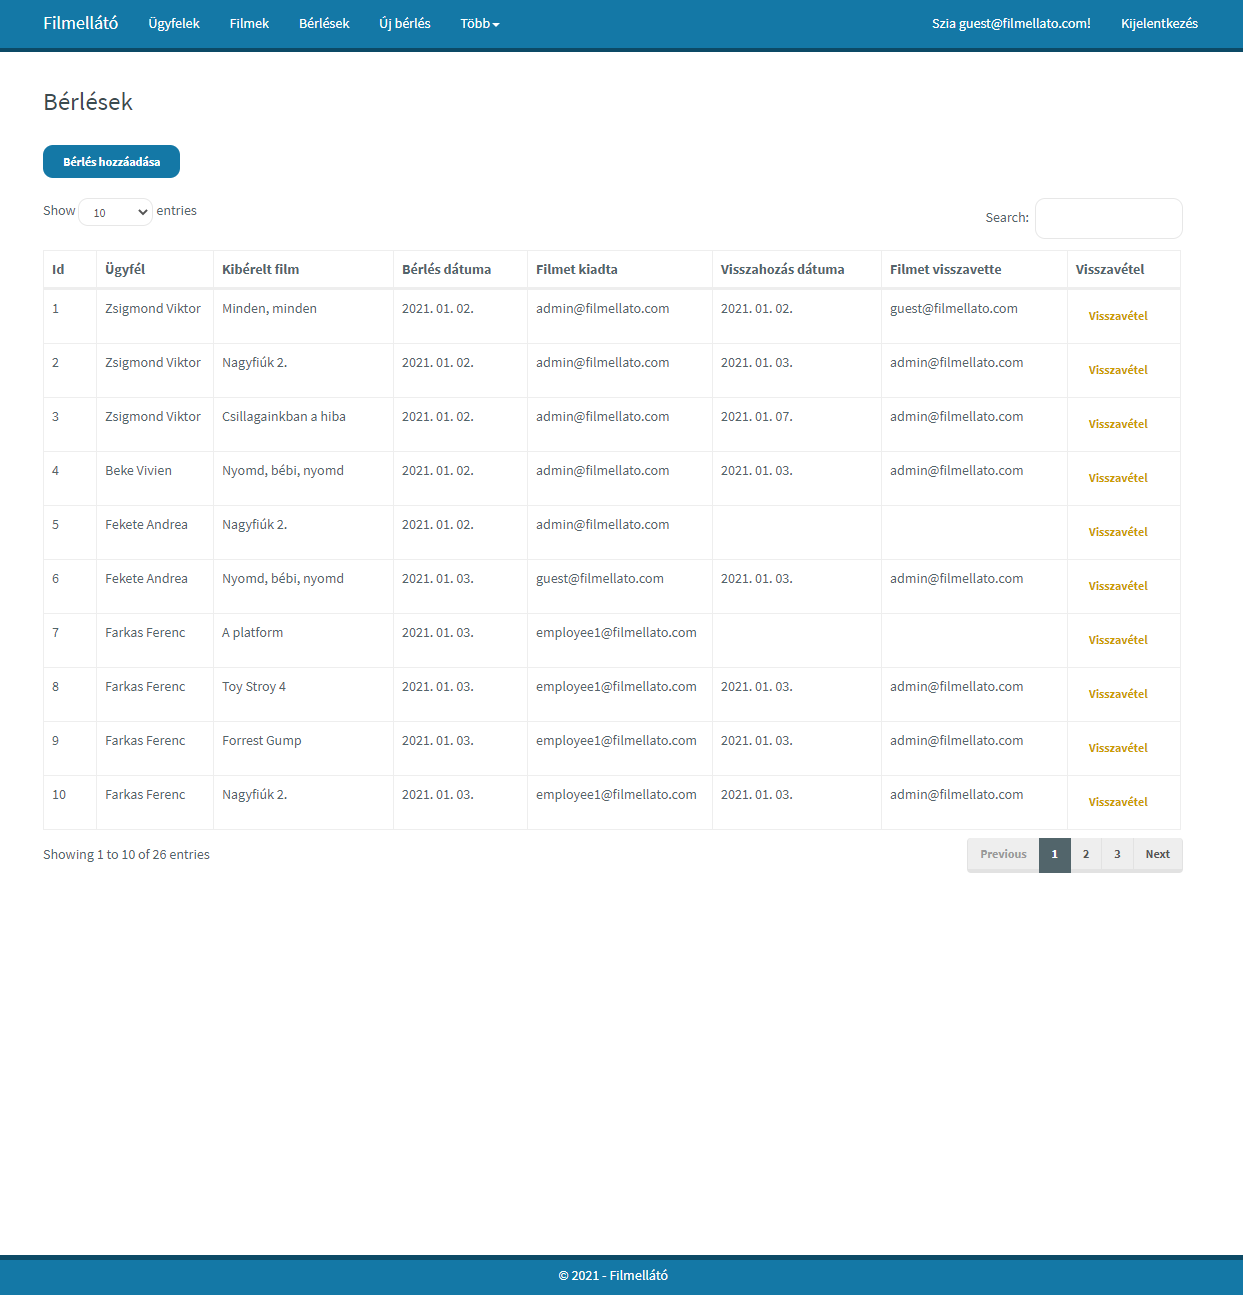 Filmellátó Ügyfelek Filmek Bérlések Új bérlés Több Szia guest@filmellato.com! Kijelentkezés
Bérlések
Bérlés hozzáadása
Show 10 entries Search:
Id Ügyfél Kibérelt film Bérlés dátuma Filmet kiadta Visszahozás dátuma Filmet visszavette Visszavétel
1 Zsigmond Viktor Minden, minden 2021. 01. 02. admin@filmellato.com 2021. 01. 02. guest@filmellato.com Visszavétel
2 Zsigmond Viktor Nagyfiúk 2. 2021. 01. 02. admin@filmellato.com 2021. 01. 03. admin@filmellato.com Visszavétel
3 Zsigmond Viktor Csillagainkban a hiba 2021. 01. 02. admin@filmellato.com 2021. 01. 07. admin@filmellato.com Visszavétel
4 Beke Vivien Nyomd, bébi, nyomd 2021. 01. 02. admin@filmellato.com 2021. 01. 03. admin@filmellato.com Visszavétel
5 Fekete Andrea Nagyfiúk 2. 2021. 01. 02. admin@filmellato.com Visszavétel
6 Fekete Andrea Nyomd, bébi, nyomd 2021. 01. 03. guest@filmellato.com 2021. 01. 03. admin@filmellato.com Visszavétel
7 Farkas Ferenc A platform 2021. 01. 03. employee1@filmellato.com Visszavétel
8 Farkas Ferenc Toy Stroy 4 2021. 01. 03. employee1@filmellato.com 2021. 01. 03. admin@filmellato.com Visszavétel
9 Farkas Ferenc Forrest Gump 2021. 01. 03. employee1@filmellato.com 2021. 01. 03. admin@filmellato.com Visszavétel
10 Farkas Ferenc Nagyfiúk 2. 2021. 01. 03. employee1@filmellato.com 2021. 01. 03. admin@filmellato.com Visszavétel
Showing 1 to 10 of 26 entries Previous 1 2 3 Next
© 2021 - Filmellátó